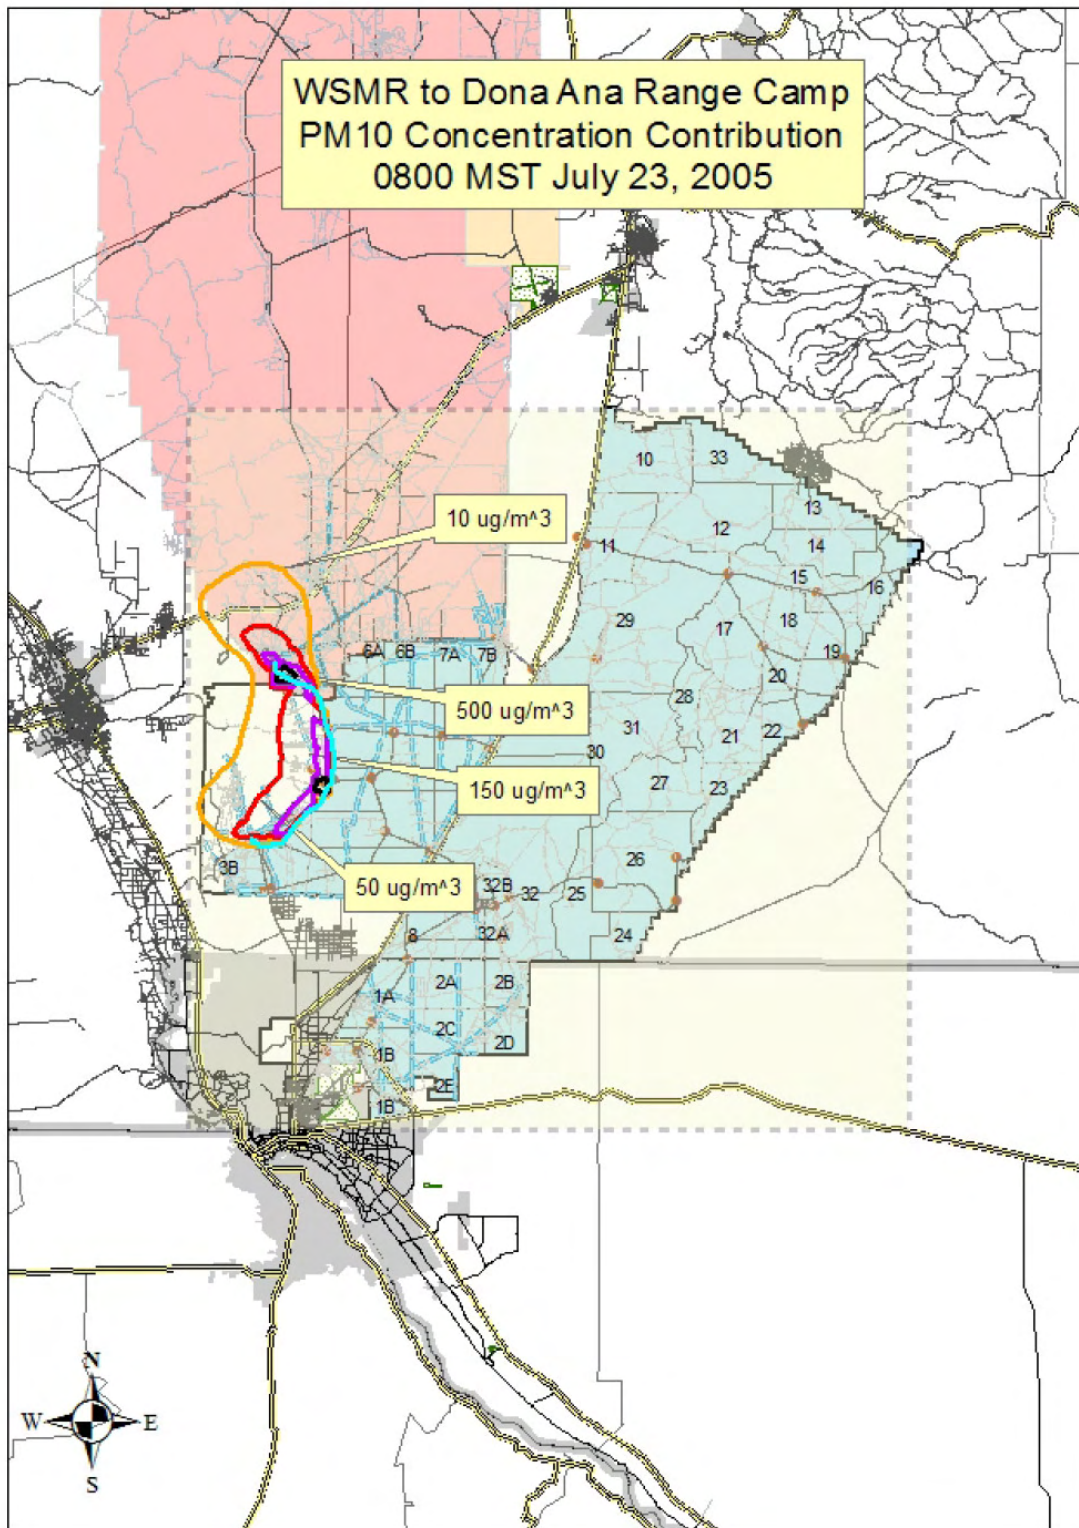 WSMR to Dona Ana Range Camp
PM10 Concentration Contribution
0800 MST July 23, 2005
10
33
10 ug/m^3
13
12
14
11
15
16
29
17
18
6A
6B
7A
7B
19
20
28
500 ug/m^3
31
22
21
30
150 ug/m^3
27
23
26
3B
50 ug/m^3
32B
32
25
8
32A
24
2A
2B
1A
2C
2D
1B
2E
1B
N
W
E
S